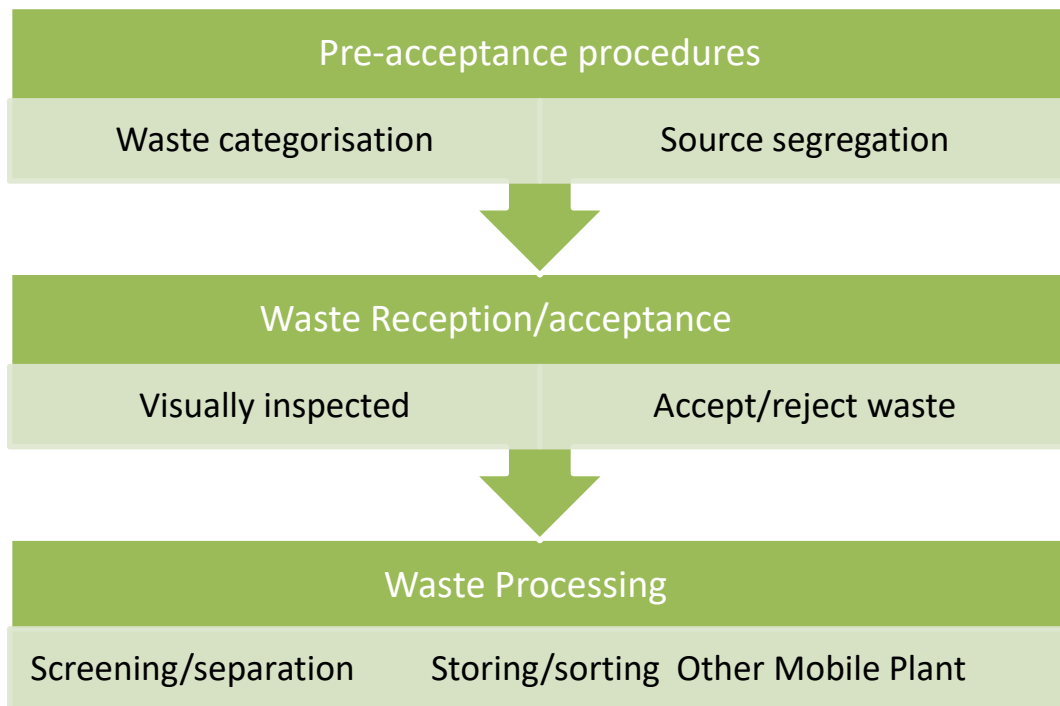 Pre-acceptance procedures
Waste categorisation
Source segregation
Waste Reception/acceptance
Visually inspected
Accept/reject waste
Waste Processing
Screening/separation
Storing/sorting Other Mobile Plant